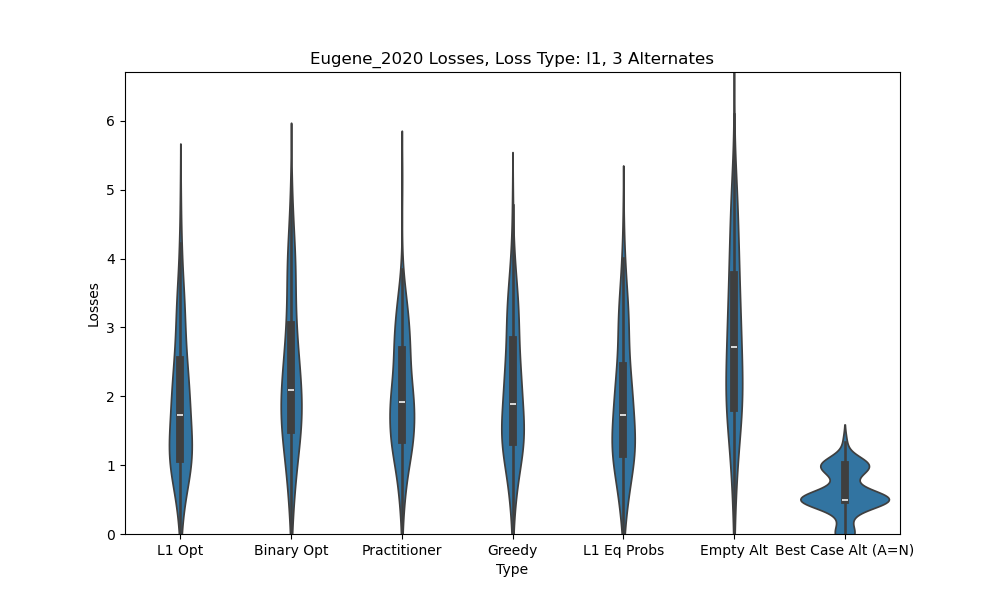 Eugene_2020 Losses, Loss Type: l1, 3 Alternates
6
5
4
3
2
1
0
Losses
L1 Opt Binary Opt Practitioner Greedy L1 Eq Probs Empty Alt Best Case Alt (A=N)
Type